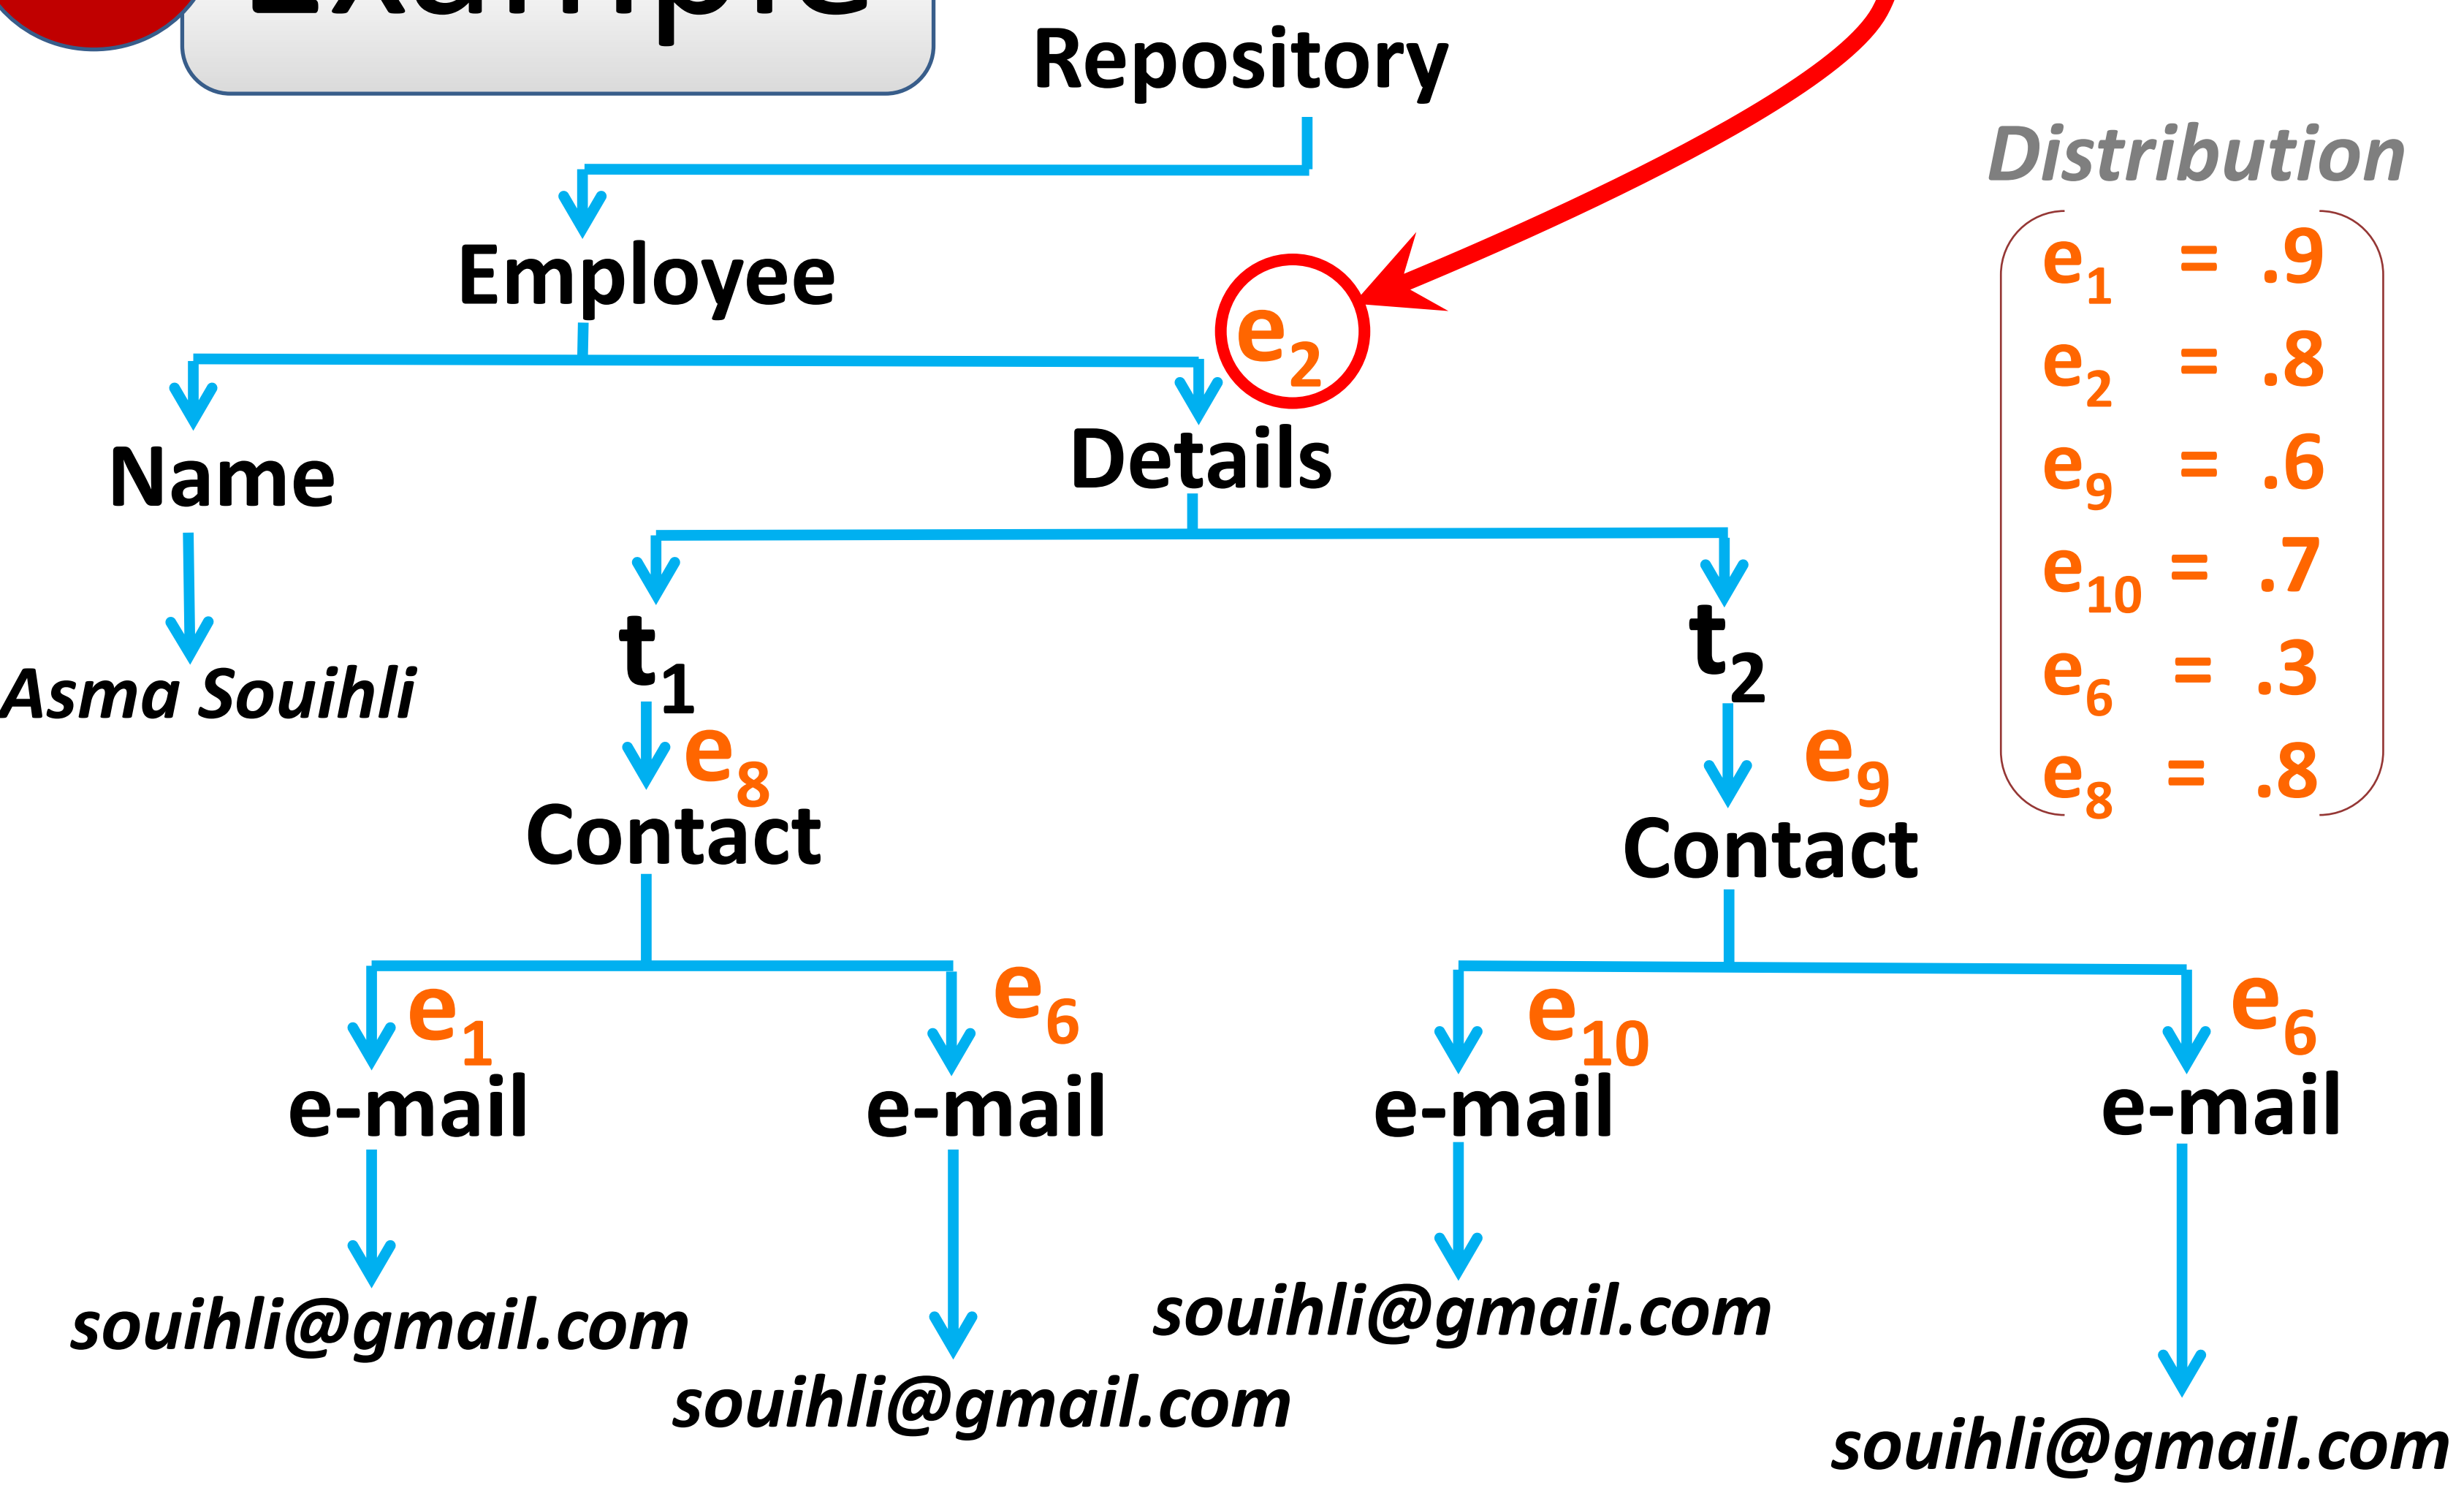 Example
Repository
Distribution
e1 = .9
e2 = .8
e9 = .6
e10 = .7
e6 = .3
e8 = .8
Employee
e2
Name
Details
Asma Souihli
t1
t2
e8
e9
Contact
Contact
e1
e6
e10
e6
e-mail
e-mail
e-mail
e-mail
souihli@gmail.com
souihli@gmail.com
souihli@gmail.com
souihli@gmail.com